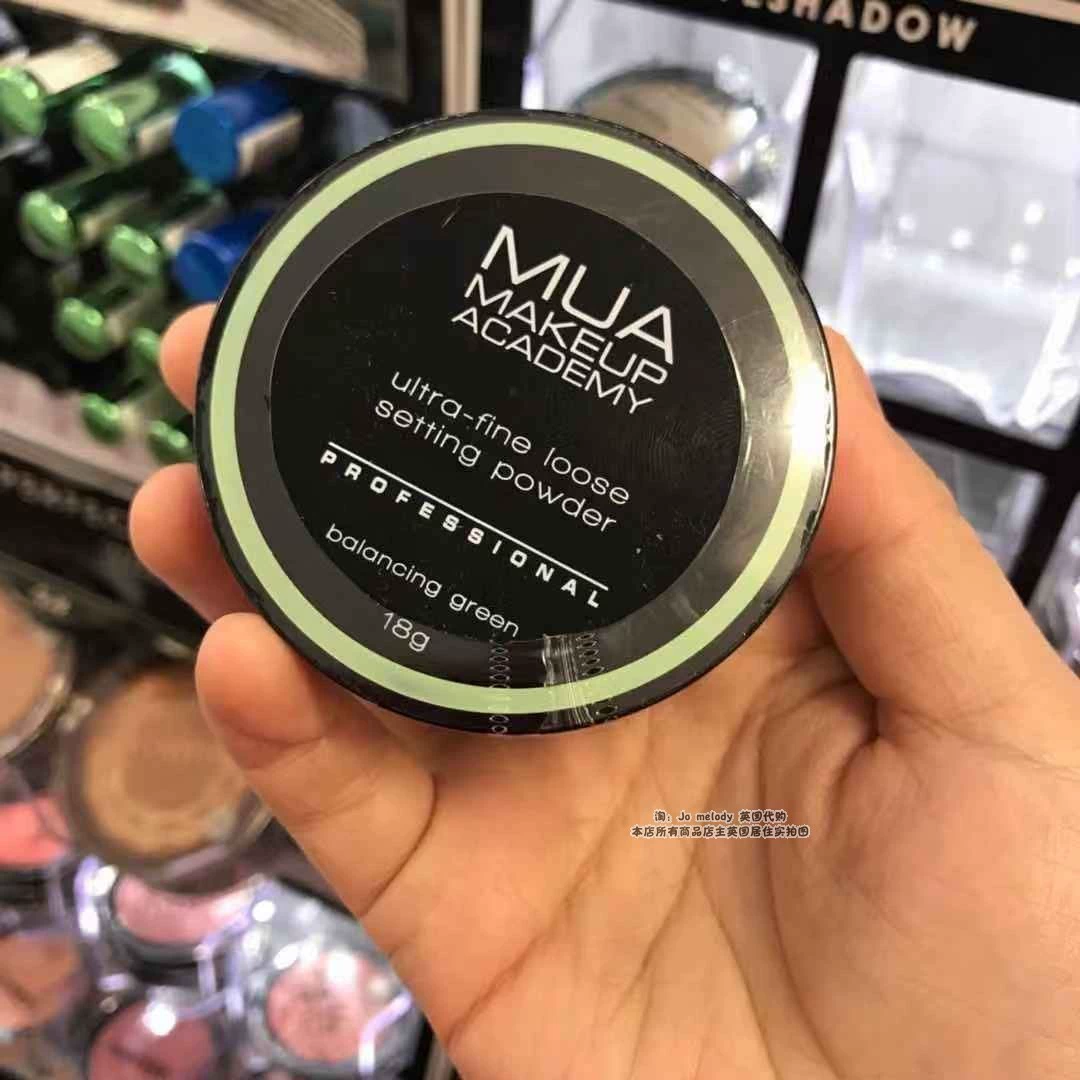 EYESHADOW
MUA
MAKEUP
ACADEMY
ultra-fine loose
setting powder
PROFESSIONAL
balancing green
18g
淘：Jo melody 英国代购
本店所有商品店主英国居住实拍图